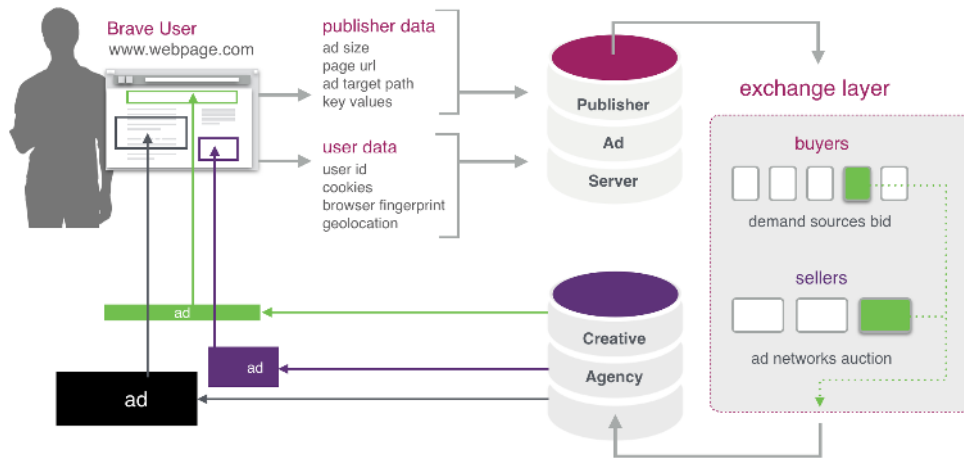 Brave User
www.webpage.com
publisher data
ad size
page url
ad target path
key values
user data
user id
cookies
browser fingerprint
geolocation
Publisher
Ad
Server
exchange layer
buyers
demand sources bid
sellers
ad networks auction
Creative
Agency
ad
ad
ad